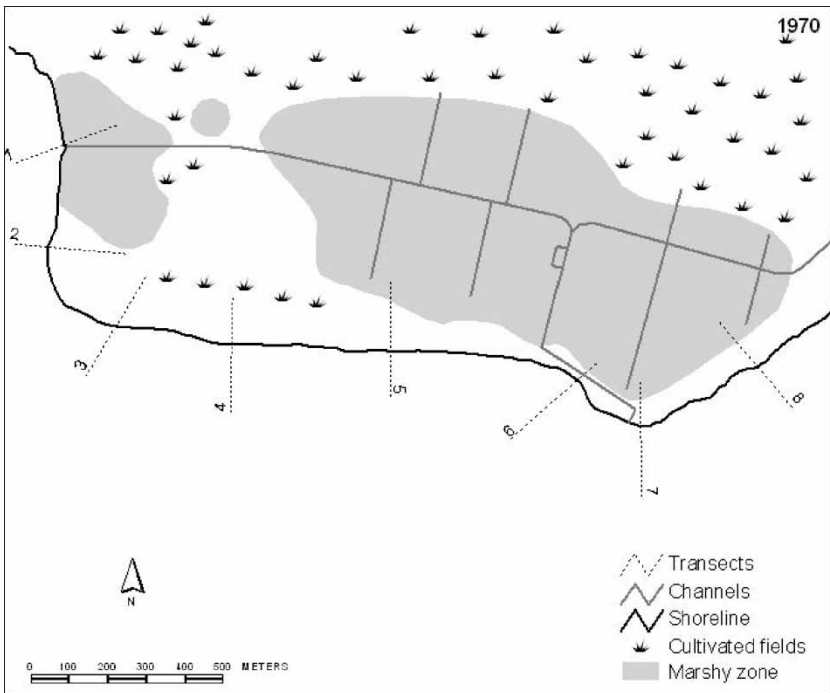 1970
1
2
3
4
5
6
7
8
N
0 100 200 300 400 500 METERS
Transects
Channels
Shoreline
Cultivated fields
Marshy zone